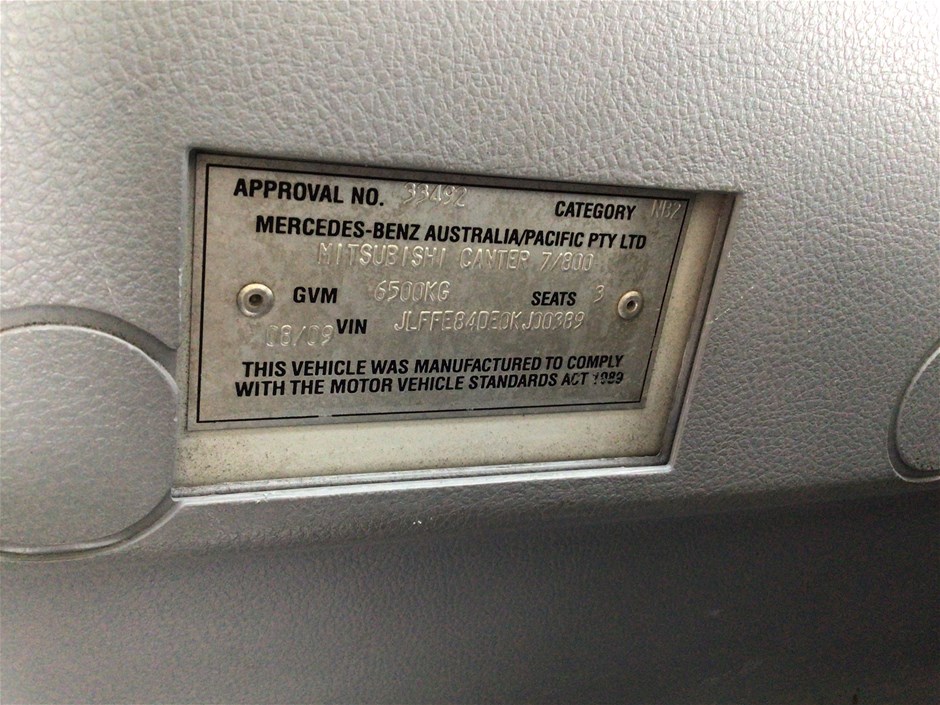 APPROVAL NO. 33492 CATEGORY NB2
MERCEDES-BENZ AUSTRALIA/PACIFIC PTY LTD
MITSUBISHI CANTER 7/800
GVM 6500KG SEATS 3
08/09 VIN JLFFE84DE0KJ00389
THIS VEHICLE WAS MANUFACTURED TO COMPLY
WITH THE MOTOR VEHICLE STANDARDS ACT 1989